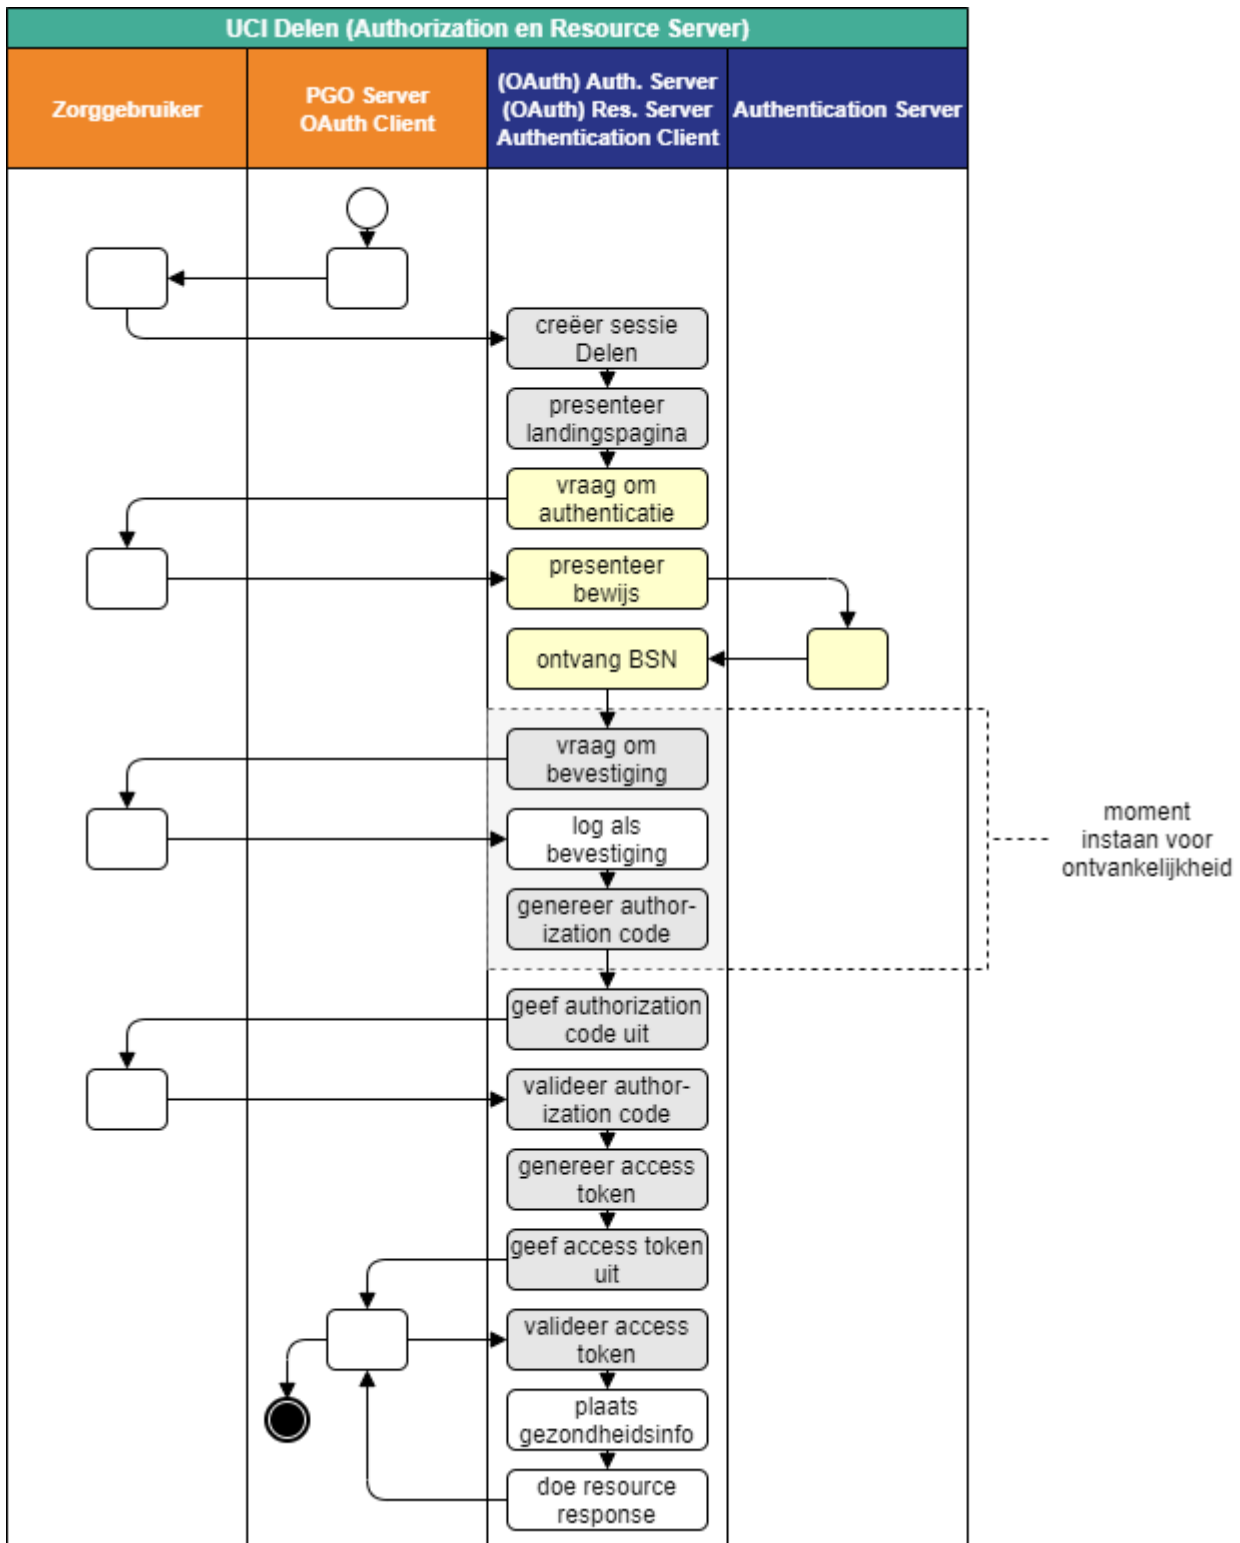 UCI Delen (Authorization en Resource Server)
Zorggebruiker
PGO Server
OAuth Client
(OAuth) Auth. Server
(OAuth) Res. Server
Authentication Client
Authentication Server
creëer sessie
Delen
presenteer
landingspagina
vraag om
authenticatie
presenteer
bewijs
ontvang BSN
vraag om
bevestiging
log als
bevestiging
genereer author-
ization code
moment
instaan voor
ontvankelijkheid
geef authorization
code uit
valideer author-
ization code
genereer access
token
geef access token
uit
valideer access
token
plaats
gezondheidsinfo
doe resource
response